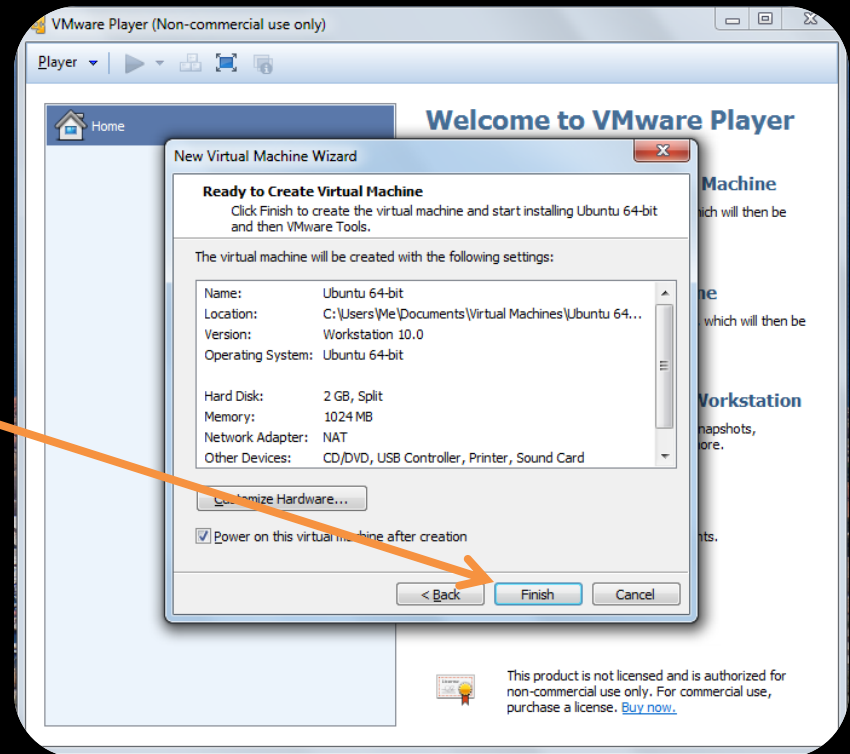 VMware Player (Non-commercial use only)
Player
Home
Welcome to VMware Player
Machine
which will then be
which will then be
Workstation
snapshots,
more.
New Virtual Machine Wizard
Ready to Create Virtual Machine
Click Finish to create the virtual machine and start installing Ubuntu 64-bit
and then VMware Tools.
The virtual machine will be created with the following settings:
Name: Ubuntu 64-bit
Location: C:\Users\Me\Documents\Virtual Machines\Ubuntu 64...
Version: Workstation 10.0
Operating System: Ubuntu 64-bit
Hard Disk: 2 GB, Split
Memory: 1024 MB
Network Adapter: NAT
Other Devices: CD/DVD, USB Controller, Printer, Sound Card
Customize Hardware...
Power on this virtual machine after creation
< Back Finish Cancel
This product is not licensed and is authorized for
non-commercial use only. For commercial use,
purchase a license. Buy now.